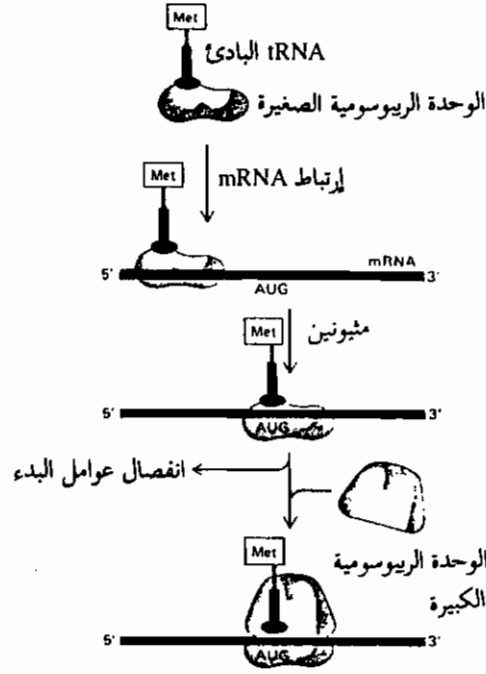 Met
tRNA البادئ
الوحدة الريبوسومية الصغيرة
Met
إرتباط mRNA
mRNA
5' 3'
AUG
Met
مثيونين
5' AUG 3'
انفصال عوامل البدء
Met
الوحدة الريبوسومية
الكبيرة
5' AUG 3'